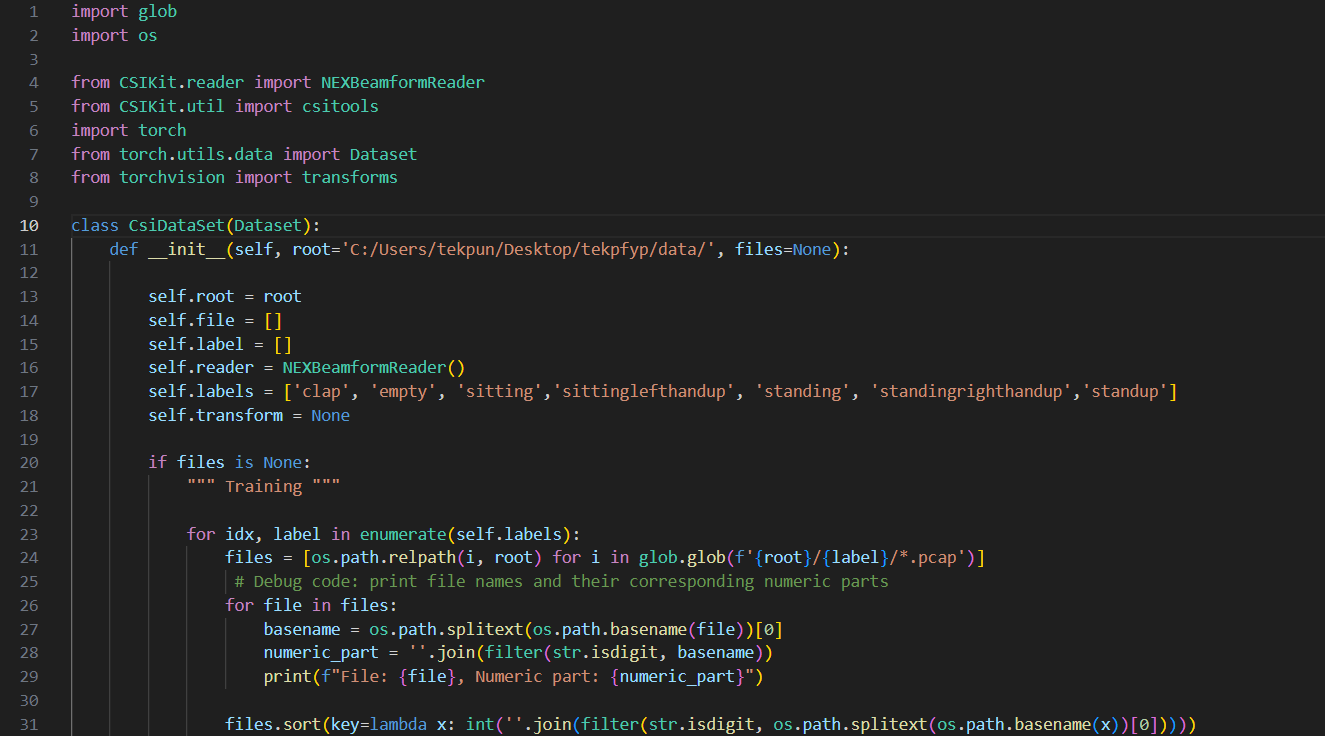 1 import glob
2 import os
3
4 from CSIKit.reader import NEXBeamformReader
5 from CSIKit.util import csitools
6 import torch
7 from torch.utils.data import Dataset
8 from torchvision import transforms
9
10 class CsiDataSet(Dataset):
11     def __init__(self, root='C:/Users/tekpun/Desktop/tekpfyp/data/', files=None):
12
13         self.root = root
14         self.file = []
15         self.label = []
16         self.reader = NEXBeamformReader()
17         self.labels = ['clap', 'empty', 'sitting','sittinglefthandup', 'standing', 'standingrighthandup','standup']
18         self.transform = None
19
20         if files is None:
21             """ Training """
22
23             for idx, label in enumerate(self.labels):
24                 files = [os.path.relpath(i, root) for i in glob.glob(f'{root}/{label}/*.pcap')]
25                  # Debug code: print file names and their corresponding numeric parts
26                 for file in files:
27                     basename = os.path.splitext(os.path.basename(file))[0]
28                     numeric_part = ''.join(filter(str.isdigit, basename))
29                     print(f"File: {file}, Numeric part: {numeric_part}")
30
31                 files.sort(key=lambda x: int(''.join(filter(str.isdigit, os.path.splitext(os.path.basename(x))[0]))))